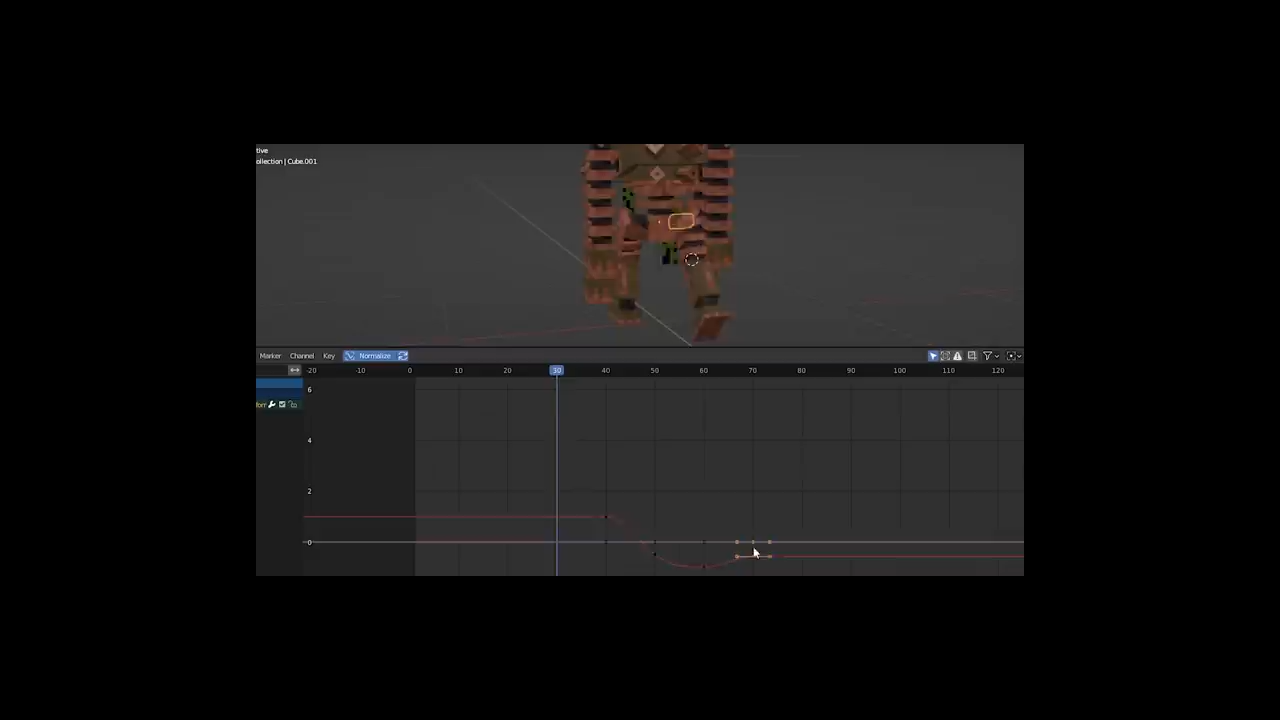 tive
ollection | Cube.001
Marker Channel Key Normalize
-20 -10 0 10 20 30 40 50 60 70 80 90 100 110 120
6
4
2
0